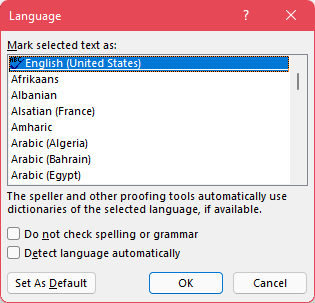 Language
?
Mark selected text as:
ABC English (United States)
Afrikaans
Albanian
Alsatian (France)
Amharic
Arabic (Algeria)
Arabic (Bahrain)
Arabic (Egypt)
The speller and other proofing tools automatically use
dictionaries of the selected language, if available.
Do not check spelling or grammar
Detect language automatically
Set As Default
OK
Cancel